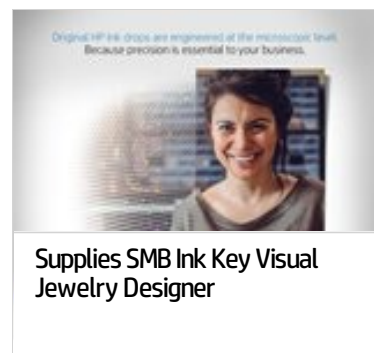 Original HP ink drops are engineered at the microscopic level.
Because precision is essential to your business.
Supplies SMB Ink Key Visual
Jewelry Designer